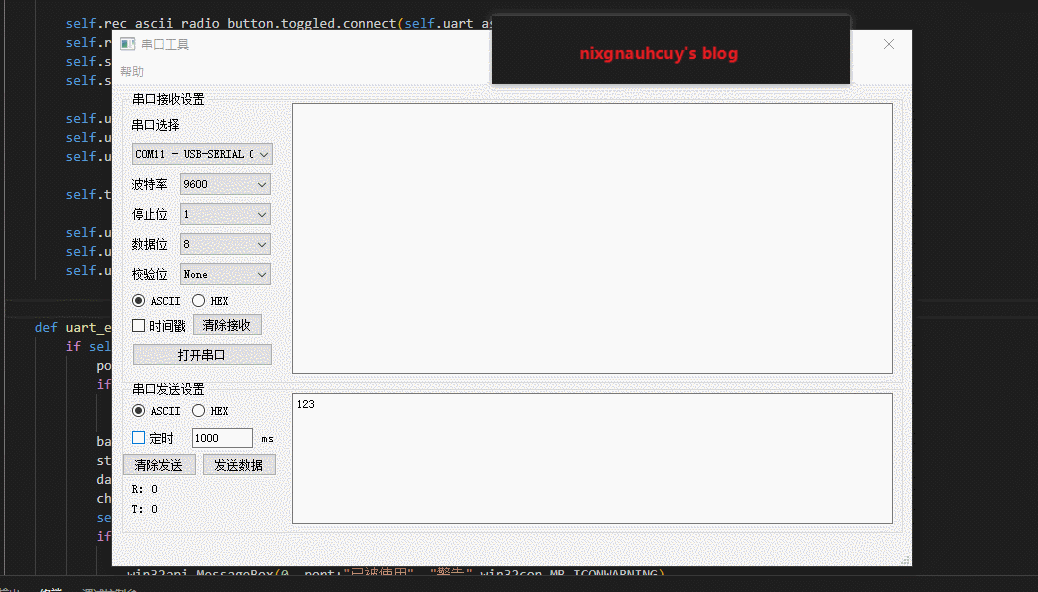 self.rec_ascii_radio_button.toggled.connect(self.uart_as
nixgnauhcuy's blog
self.r
串口工具
self.s
帮助
self.s
串口接收设置
self.u
串口选择
self.u
self.u
COM11 - USB-SERIAL C
波特率 9600
self.t
停止位 1
self.u
数据位 8
self.u
self.u
校验位 None
ASCII HEX
时间戳 清除接收
def uart_e
if sel
打开串口
po
if
串口发送设置
ASCII HEX
123
定时 1000 ms
ba
st
清除发送 发送数据
da
R: 0
ch
T: 0
se
if
win32api.MessageBox(0, port+"已被使用", "警告",win32con.MB_ICONWARNING)